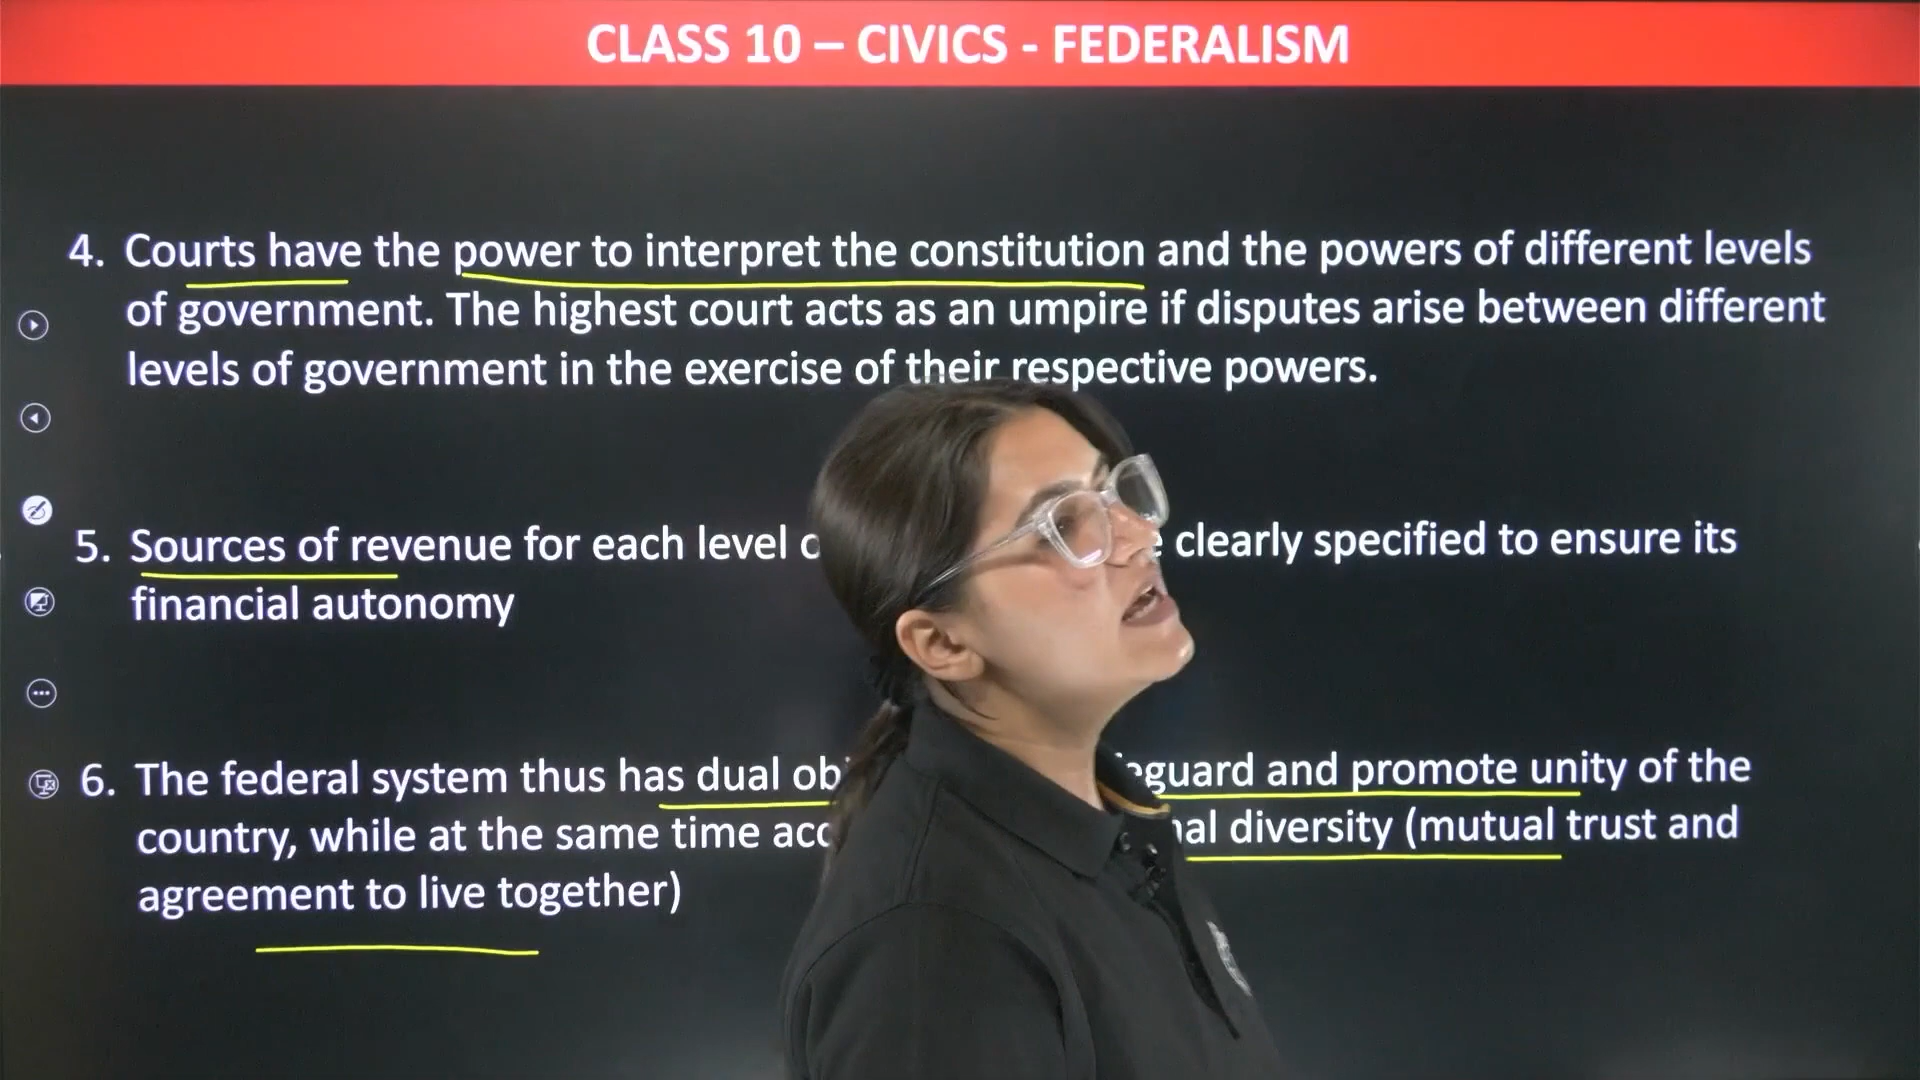 CLASS 10 – CIVICS - FEDERALISM
4. Courts have the power to interpret the constitution and the powers of different levels
of government. The highest court acts as an umpire if disputes arise between different
levels of government in the exercise of their respective powers.
5. Sources of revenue for each level clearly specified to ensure its
financial autonomy
6. The federal system thus has dual and promote unity of the
country, while at the same time diversity (mutual trust and
agreement to live together)